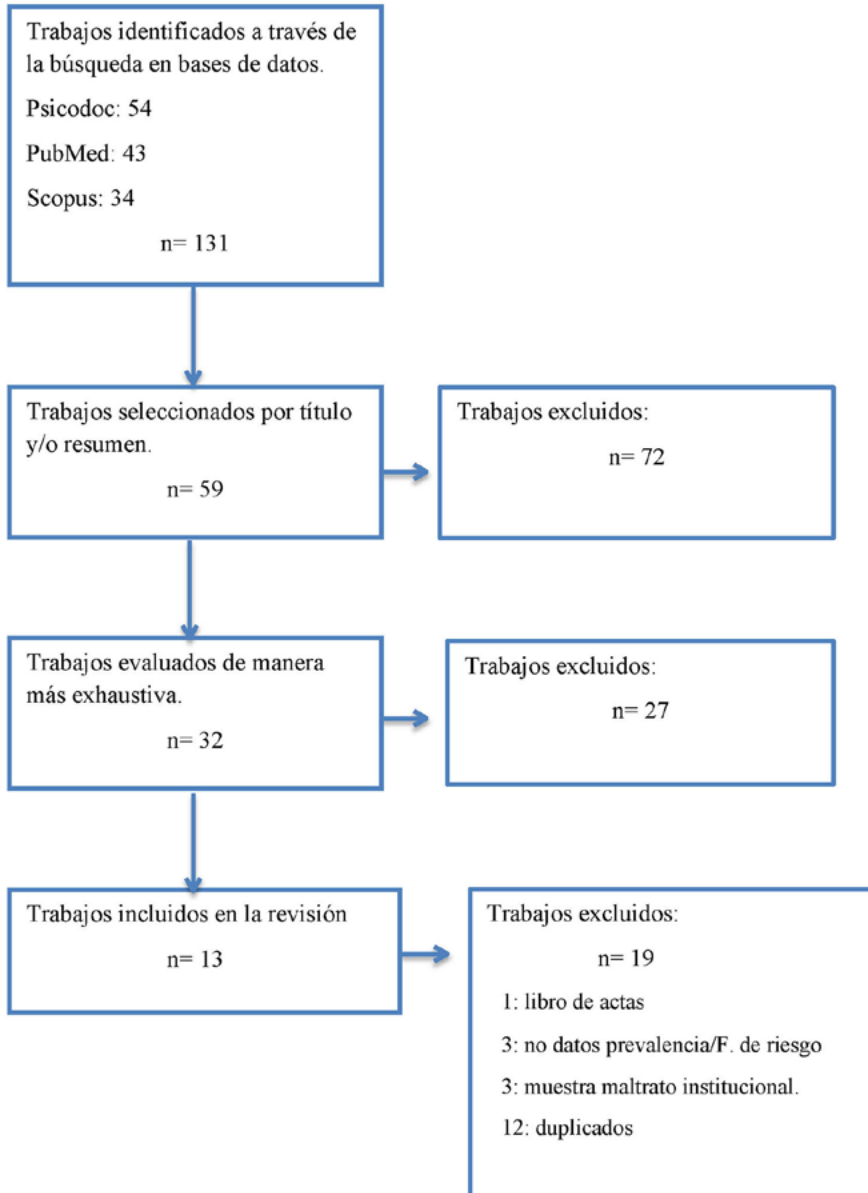 Trabajos identificados a través de
la búsqueda en bases de datos.
Psicodoc: 54
PubMed: 43
Scopus: 34
n= 131
Trabajos seleccionados por título
y/o resumen.
n= 59
Trabajos excluidos:
n= 72
Trabajos evaluados de manera
más exhaustiva.
n= 32
Trabajos excluidos:
n= 27
Trabajos incluidos en la revisión
n= 13
Trabajos excluidos:
n= 19
1: libro de actas
3: no datos prevalencia/F. de riesgo
3: muestra maltrato institucional.
12: duplicados